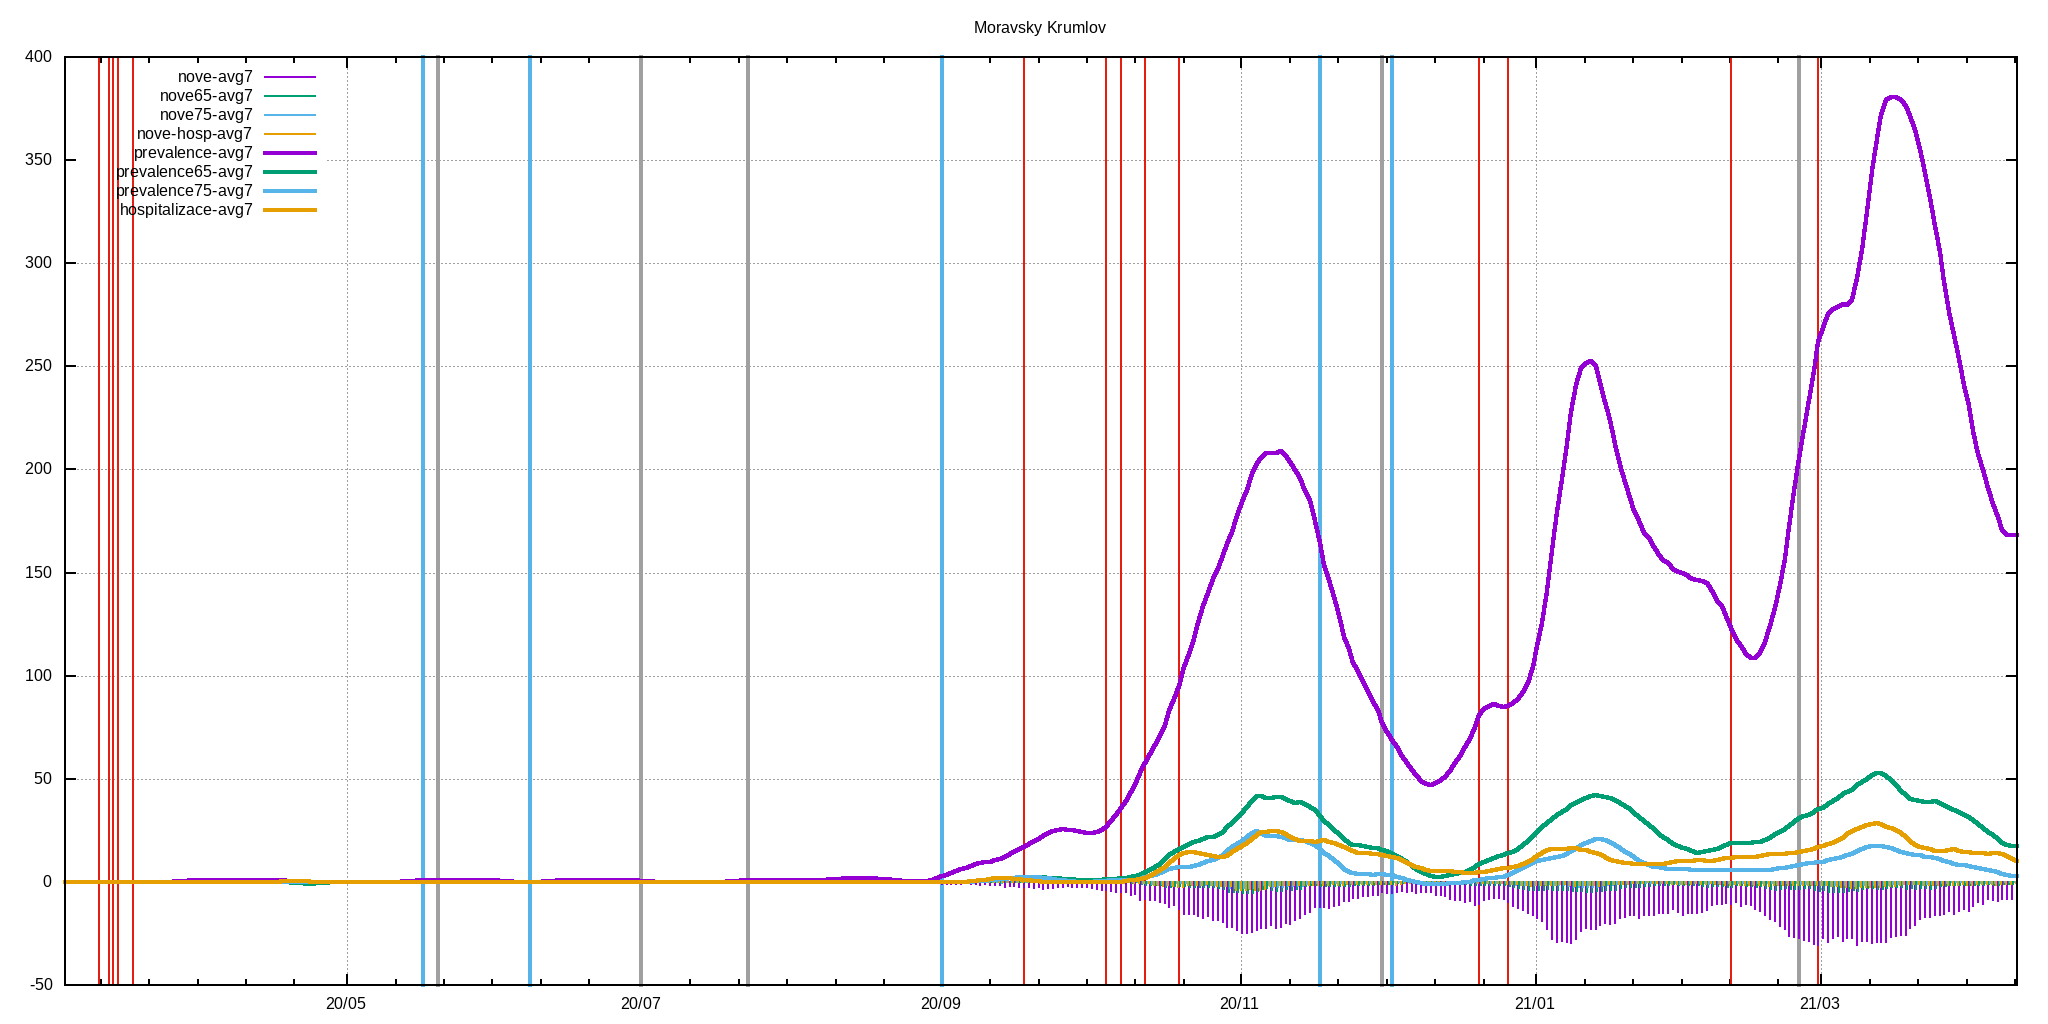 Moravsky Krumlov
400
350
300
250
200
150
100
50
0
-50
nove-avg7
nove65-avg7
nove75-avg7
nove-hosp-avg7
prevalence-avg7
prevalence65-avg7
prevalence75-avg7
hospitalizace-avg7
20/05
20/07
20/09
20/11
21/01
21/03